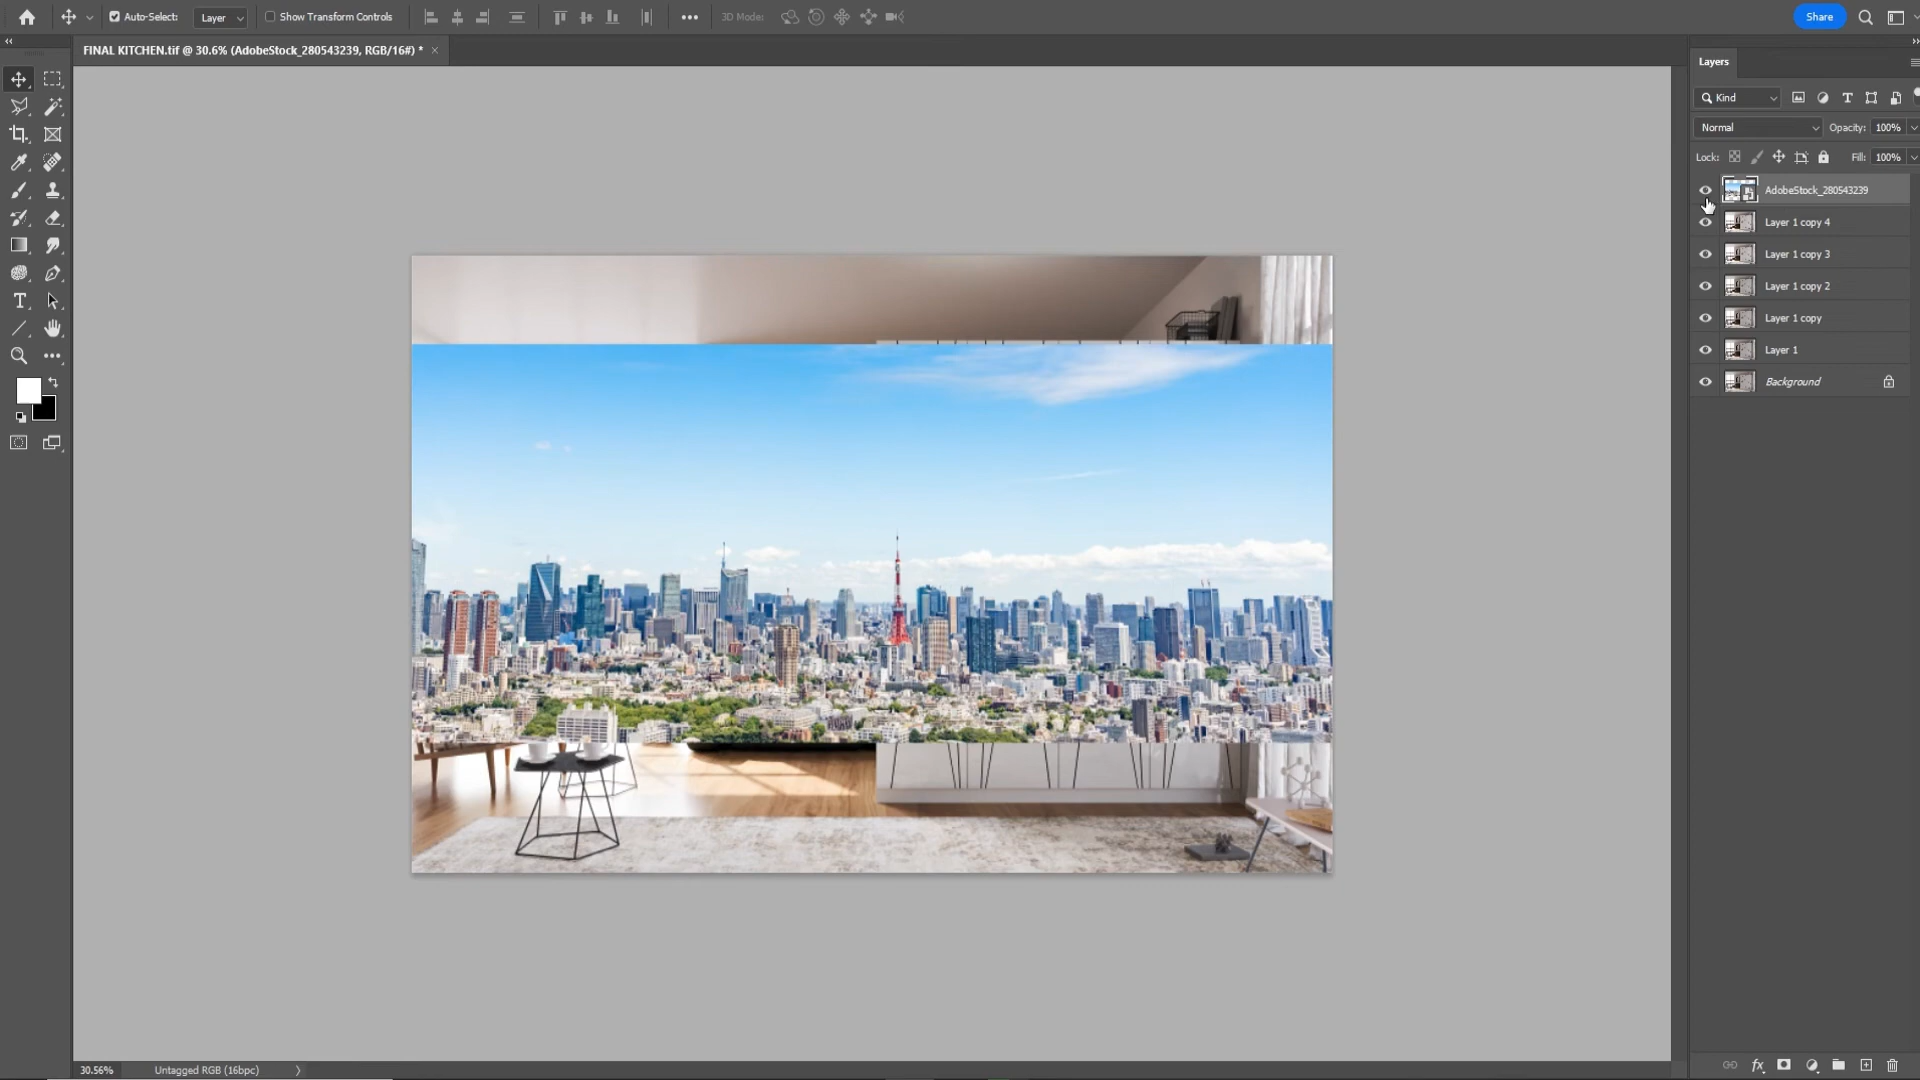 Auto-Select: Layer Show Transform Controls 3D Mode: Share
FINAL KITCHEN.tif @ 30.6% (AdobeStock_280543239, RGB/16#) * ×
Layers
Kind
Normal Opacity: 100%
Lock: Fill: 100%
AdobeStock_280543239
Layer 1 copy 4
Layer 1 copy 3
Layer 1 copy 2
Layer 1 copy
Layer 1
Background
30.56% Untagged RGB (16bpc)